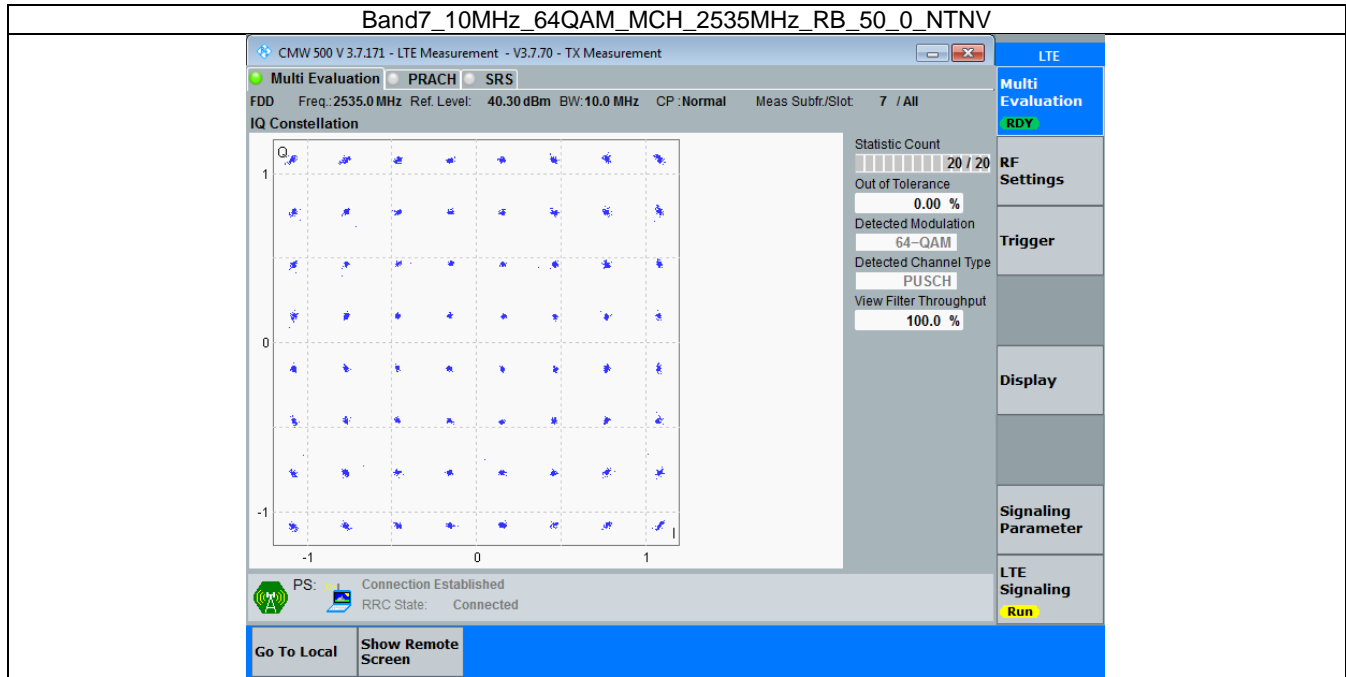 Band7_10MHz_64QAM_MCH_2535MHz_RB_50_0_NTNV
CMW 500 V 3.7.171 - LTE Measurement - V3.7.70 - TX Measurement
LTE
Multi Evaluation PRACH SRS
Multi
Evaluation
RDY
FDD Freq.: 2535.0 MHz Ref. Level: 40.30 dBm BW: 10.0 MHz CP : Normal Meas Subfr./Slot: 7 / All
IQ Constellation
Q
1
0
-1
-1 0 1
I
Statistic Count
20 / 20
Out of Tolerance
0.00 %
Detected Modulation
64-QAM
Detected Channel Type
PUSCH
View Filter Throughput
100.0 %
RF
Settings
Trigger
Display
Signaling
Parameter
LTE
Signaling
Run
PS: Connection Established
RRC State: Connected
Go To Local
Show Remote
Screen